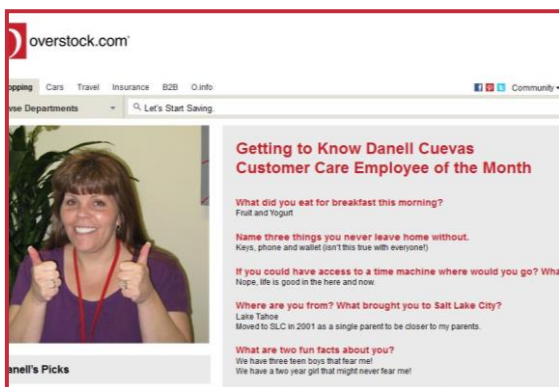 overstock.com
opping Cars Travel Insurance B2B O.info
Community
wse Departments Let's Start Saving.
Getting to Know Danell Cuevas
Customer Care Employee of the Month
What did you eat for breakfast this morning?
Fruit and Yogurt
Name three things you never leave home without.
Keys, phone and wallet (isn't this true with everyone!)
If you could have access to a time machine where would you go? Wha
Nope, life is good in the here and now.
Where are you from? What brought you to Salt Lake City?
Lake Tahoe
Moved to SLC in 2001 as a single parent to be closer to my parents.
What are two fun facts about you?
We have three teen boys that fear me!
We have a two year girl that might never fear me!
anell's Picks